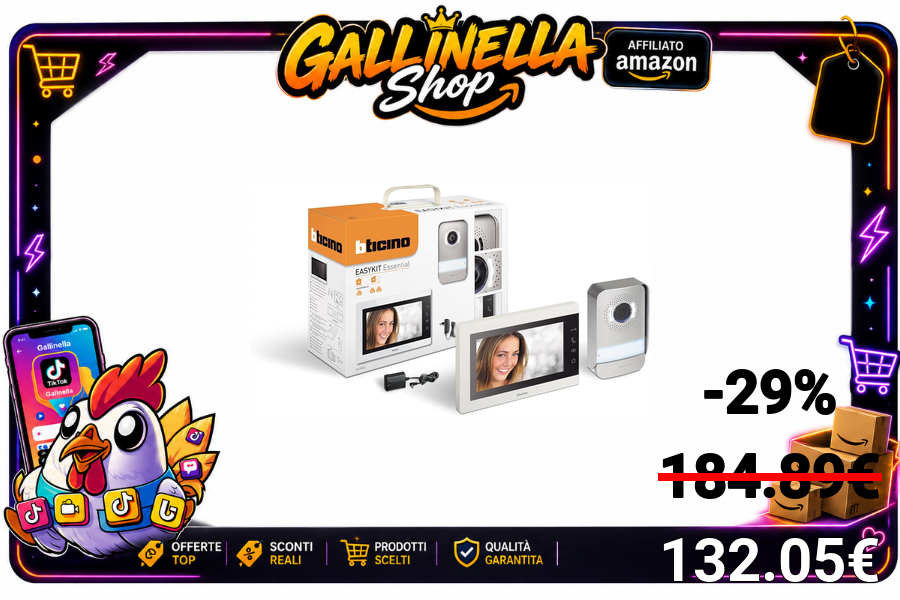 GALLINELLA
Shop
AFFILIATO
amazon
bticino
bticino
EASYKIT Essential
Gallinella
TikTok
Gallinella
-29%
184.89€
132.05€
OFFERTE
TOP
SCONTI
REALI
PRODOTTI
SCELTI
QUALITÀ
GARANTITA